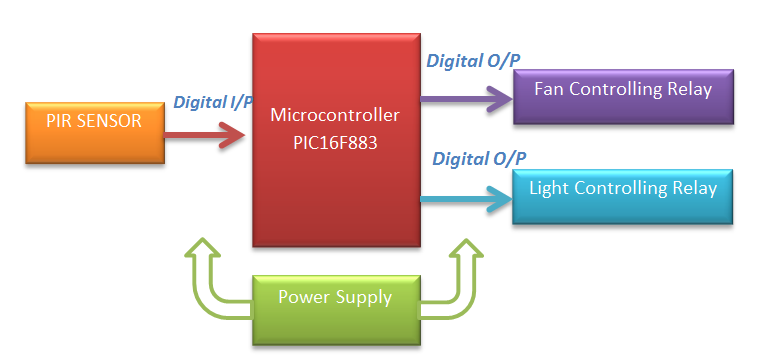 Digital O/P
Digital I/P
PIR SENSOR
Microcontroller
PIC16F883
Fan Controlling Relay
Digital O/P
Light Controlling Relay
Power Supply